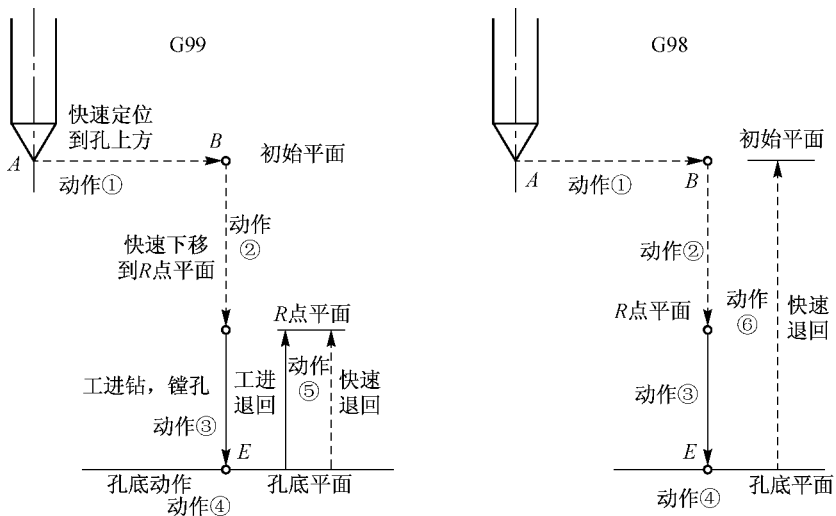 G99
快速定位
到孔上方
A
B
初始平面
动作①
动作
②
快速下移
到R点平面
R点平面
工进钻，镗孔
工进
退回
动作
⑤
快速
退回
动作③
E
孔底动作
动作④
孔底平面
G98
初始平面
A
动作①
B
动作②
R点平面
动作
⑥
快速
退回
动作③
E
动作④
孔底平面